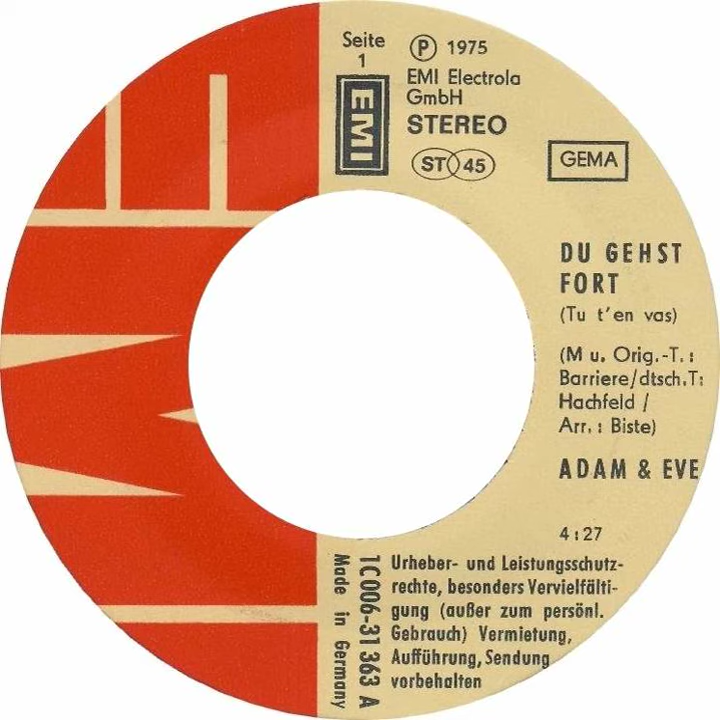 Seite
1
EMI
Ⓟ 1975
EMI Electrola
GmbH
STEREO
ST 45
GEMA
DU GEHST
FORT
(Tu t'en vas)
(M u. Orig.-T.:
Barriere/dtsch.T:
Hachfeld /
Arr.: Biste)
ADAM & EVE
4:27
1C 006-31 363 A
Made in Germany
Urheber- und Leistungsschutz-
rechte, besonders Vervielfälti-
gung (außer zum persönl.
Gebrauch) Vermietung,
Aufführung, Sendung
vorbehalten